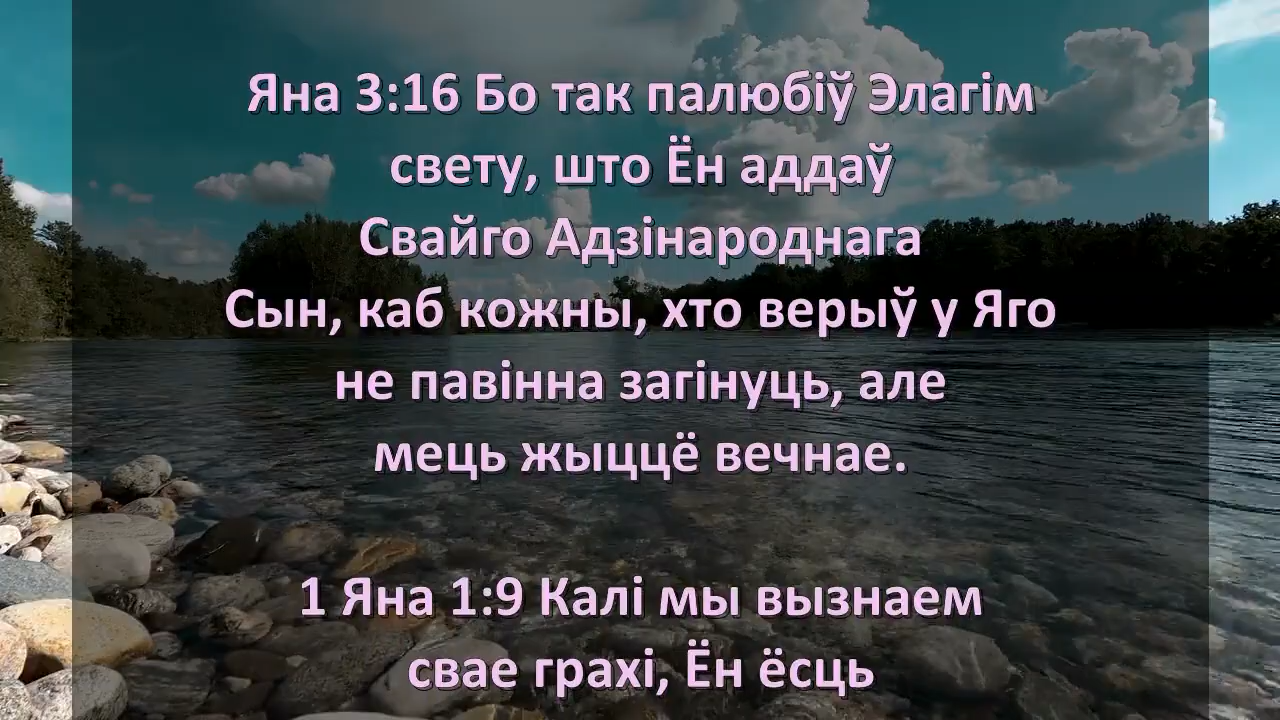 Яна 3:16 Бо так палюбіў Элагім
свету, што Ён аддаў
Свайго Адзінароднага
Сын, каб кожны, хто верыў у Яго
не павінна загінуць, але
мець жыццё вечнае.
1 Яна 1:9 Калі мы вызнаем
свае грахі, Ён ёсць